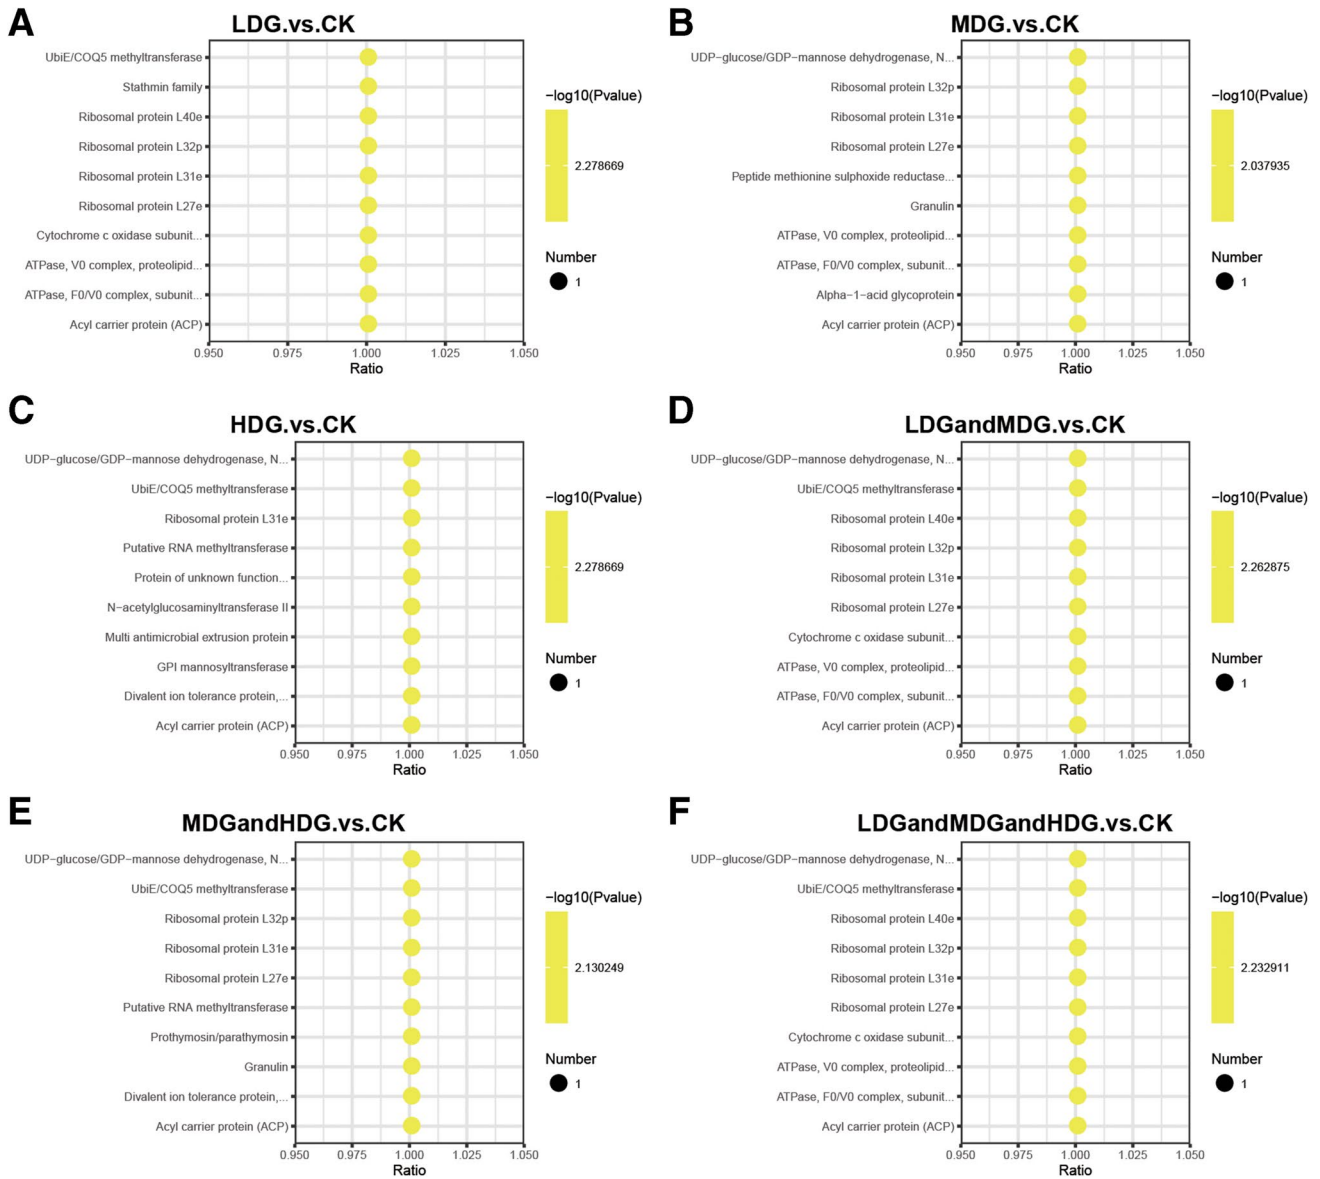 A
LDG.vs.CK
UbiE/COQ5 methyltransferase
Stathmin family
Ribosomal protein L40e
Ribosomal protein L32p
Ribosomal protein L31e
Ribosomal protein L27e
Cytochrome c oxidase subunit...
ATPase, V0 complex, proteolipid...
ATPase, F0/V0 complex, subunit...
Acyl carrier protein (ACP)
0.950 0.975 1.000 1.025 1.050
Ratio
−log10(Pvalue)
2.278669
Number
1
B
MDG.vs.CK
UDP−glucose/GDP−mannose dehydrogenase, N...
Ribosomal protein L32p
Ribosomal protein L31e
Ribosomal protein L27e
Peptide methionine sulphoxide reductase...
Granulin
ATPase, V0 complex, proteolipid...
ATPase, F0/V0 complex, subunit...
Alpha−1−acid glycoprotein
Acyl carrier protein (ACP)
0.950 0.975 1.000 1.025 1.050
Ratio
−log10(Pvalue)
2.037935
Number
1
C
HDG.vs.CK
UDP−glucose/GDP−mannose dehydrogenase, N...
UbiE/COQ5 methyltransferase
Ribosomal protein L31e
Putative RNA methyltransferase
Protein of unknown function...
N−acetylglucosaminyltransferase II
Multi antimicrobial extrusion protein
GPI mannosyltransferase
Divalent ion tolerance protein,...
Acyl carrier protein (ACP)
0.950 0.975 1.000 1.025 1.050
Ratio
−log10(Pvalue)
2.278669
Number
1
D
LDGandMDG.vs.CK
UDP−glucose/GDP−mannose dehydrogenase, N...
UbiE/COQ5 methyltransferase
Ribosomal protein L40e
Ribosomal protein L32p
Ribosomal protein L31e
Ribosomal protein L27e
Cytochrome c oxidase subunit...
ATPase, V0 complex, proteolipid...
ATPase, F0/V0 complex, subunit...
Acyl carrier protein (ACP)
0.950 0.975 1.000 1.025 1.050
Ratio
−log10(Pvalue)
2.262875
Number
1
E
MDGandHDG.vs.CK
UDP−glucose/GDP−mannose dehydrogenase, N...
UbiE/COQ5 methyltransferase
Ribosomal protein L32p
Ribosomal protein L31e
Ribosomal protein L27e
Putative RNA methyltransferase
Prothymosin/parathymosin
Granulin
Divalent ion tolerance protein,...
Acyl carrier protein (ACP)
0.950 0.975 1.000 1.025 1.050
Ratio
−log10(Pvalue)
2.130249
Number
1
F
LDGandMDGandHDG.vs.CK
UDP−glucose/GDP−mannose dehydrogenase, N...
UbiE/COQ5 methyltransferase
Ribosomal protein L40e
Ribosomal protein L32p
Ribosomal protein L31e
Ribosomal protein L27e
Cytochrome c oxidase subunit...
ATPase, V0 complex, proteolipid...
ATPase, F0/V0 complex, subunit...
Acyl carrier protein (ACP)
0.950 0.975 1.000 1.025 1.050
Ratio
−log10(Pvalue)
2.232911
Number
1